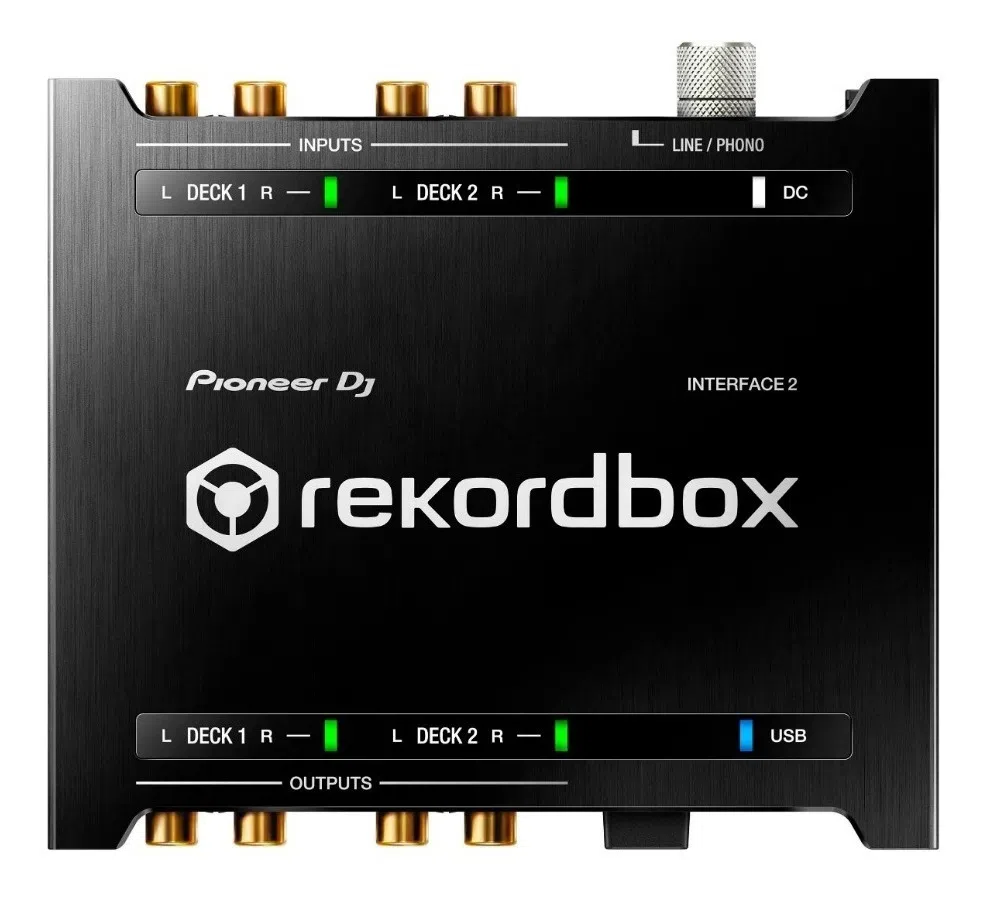 INPUTS LINE / PHONO
L DECK 1 R L DECK 2 R DC
Pioneer Dj INTERFACE 2
rekordbox
L DECK 1 R L DECK 2 R USB
OUTPUTS